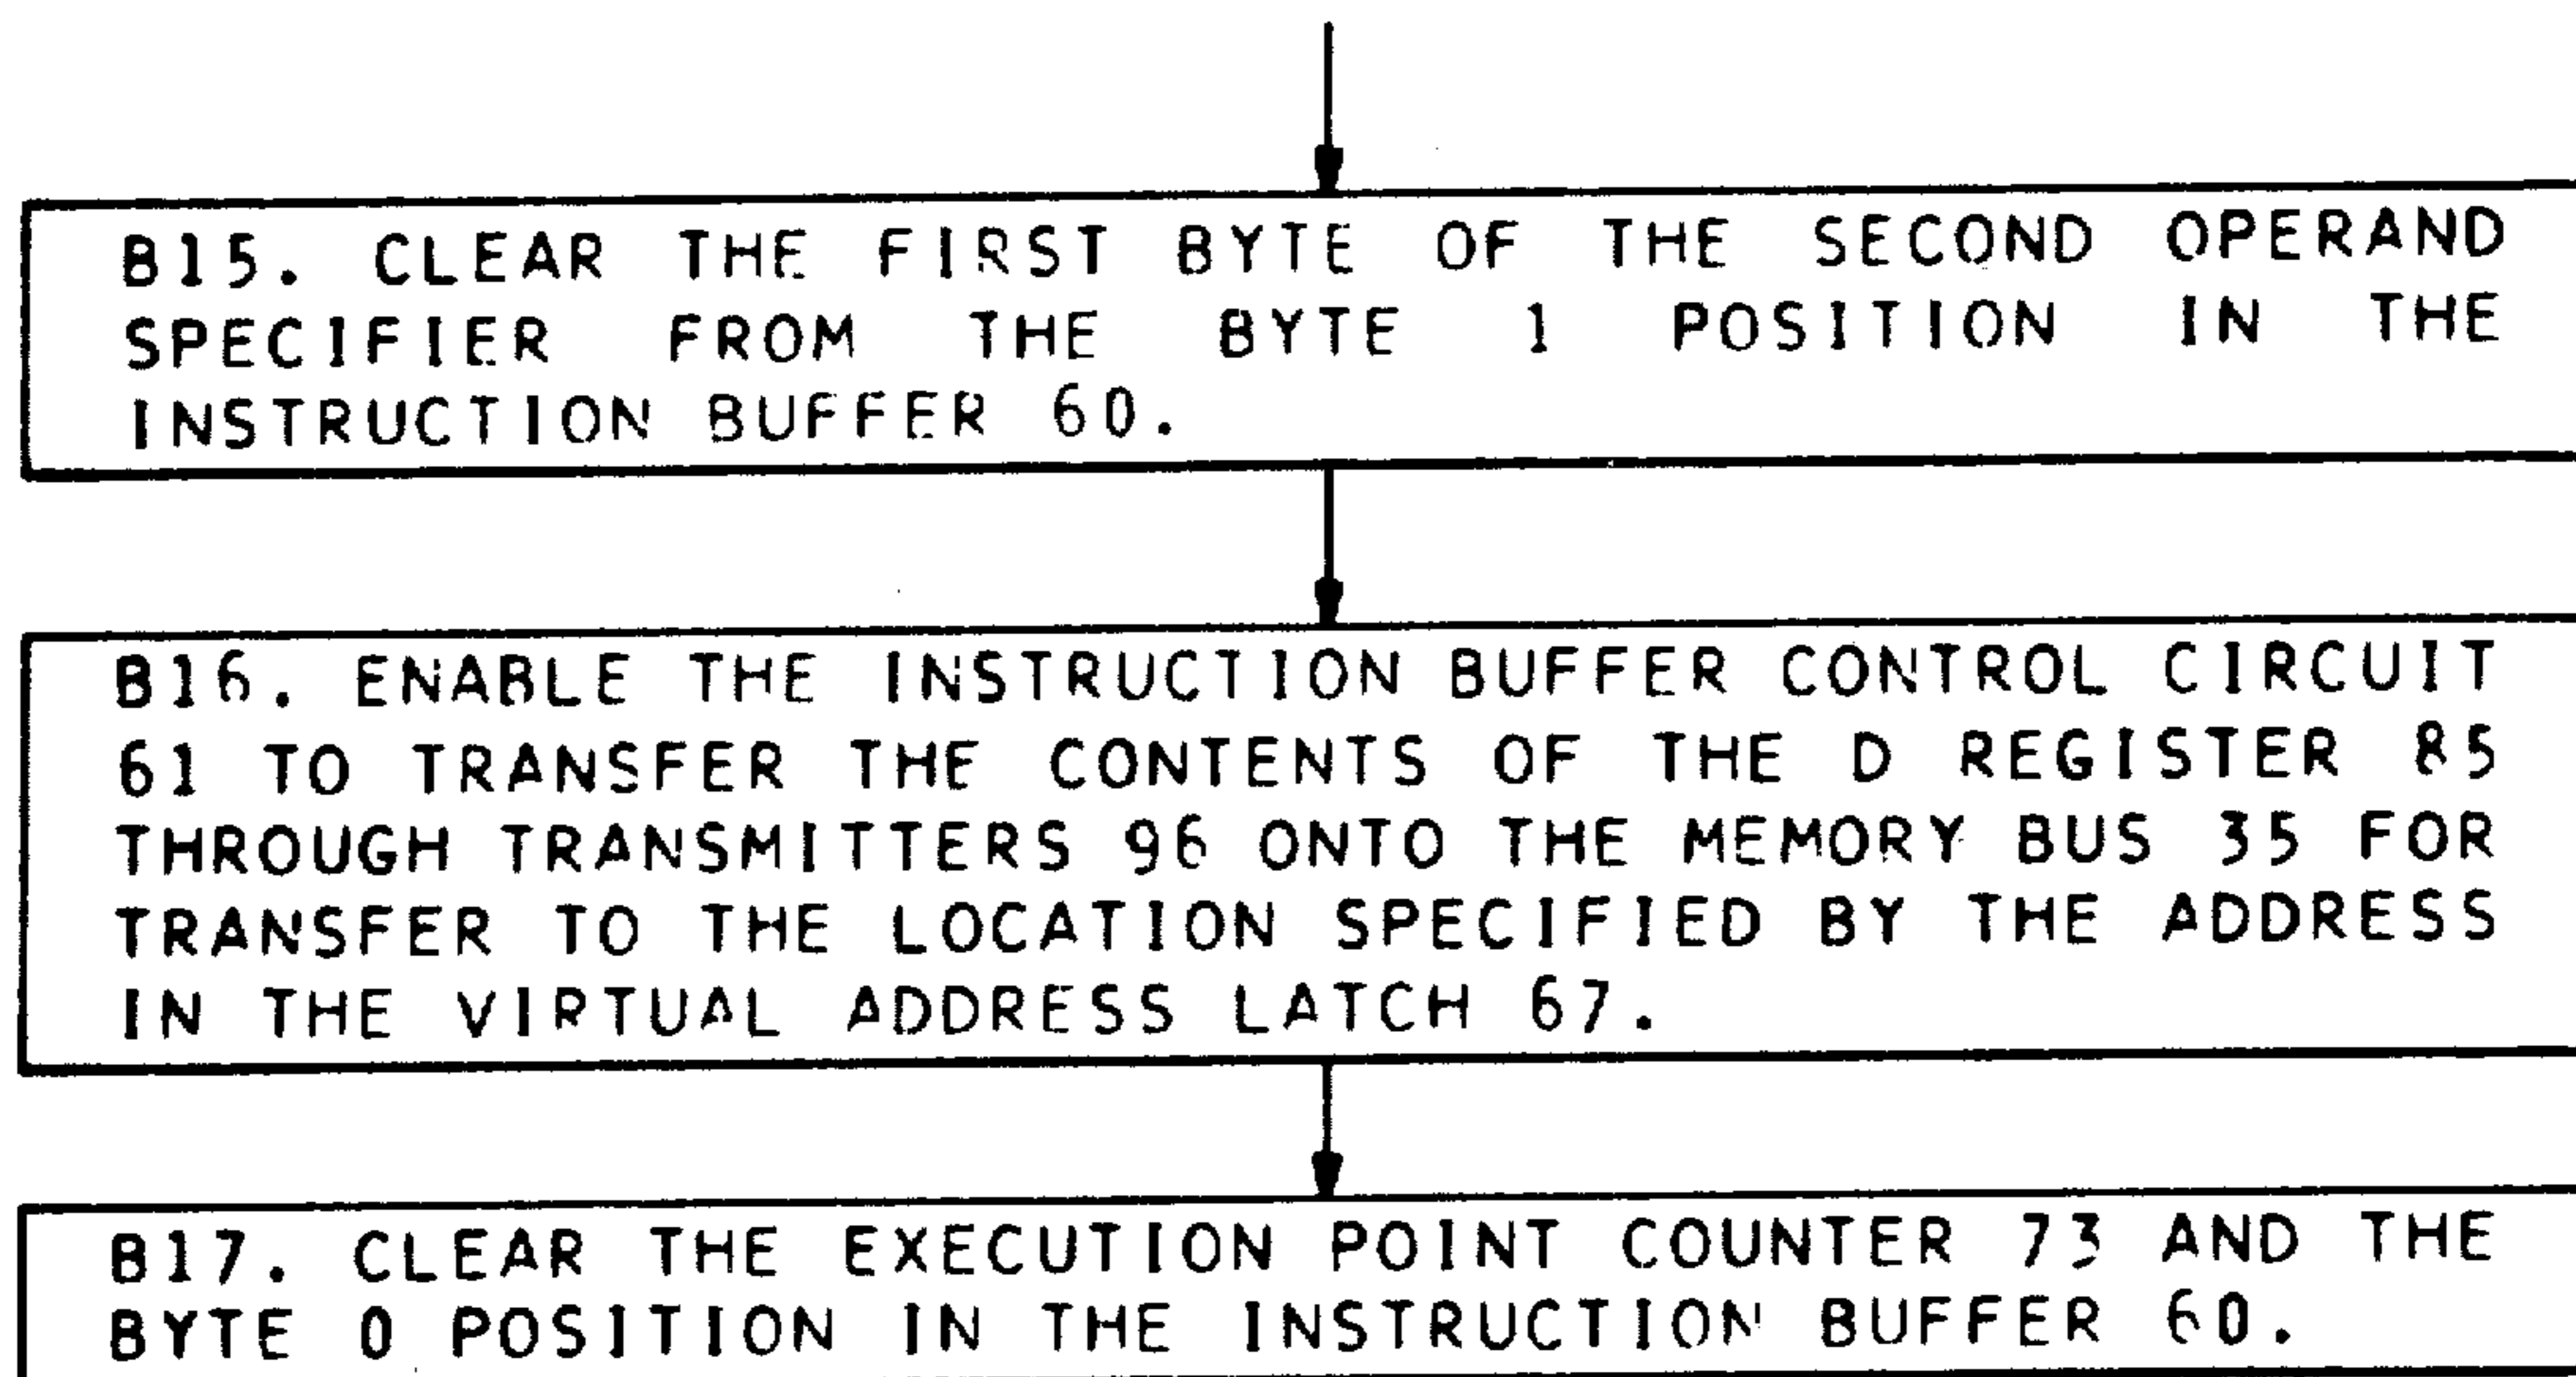 B15. CLEAR THE FIRST BYTE OF THE SECOND OPERAND
SPECIFIER FROM THE BYTE 1 POSITION IN THE
INSTRUCTION BUFFER 60.
B16. ENABLE THE INSTRUCTION BUFFER CONTROL CIRCUIT
61 TO TRANSFER THE CONTENTS OF THE D REGISTER 85
THROUGH TRANSMITTERS 96 ONTO THE MEMORY BUS 35 FOR
TRANSFER TO THE LOCATION SPECIFIED BY THE ADDRESS
IN THE VIRTUAL ADDRESS LATCH 67.
B17. CLEAR THE EXECUTION POINT COUNTER 73 AND THE
BYTE 0 POSITION IN THE INSTRUCTION BUFFER 60.